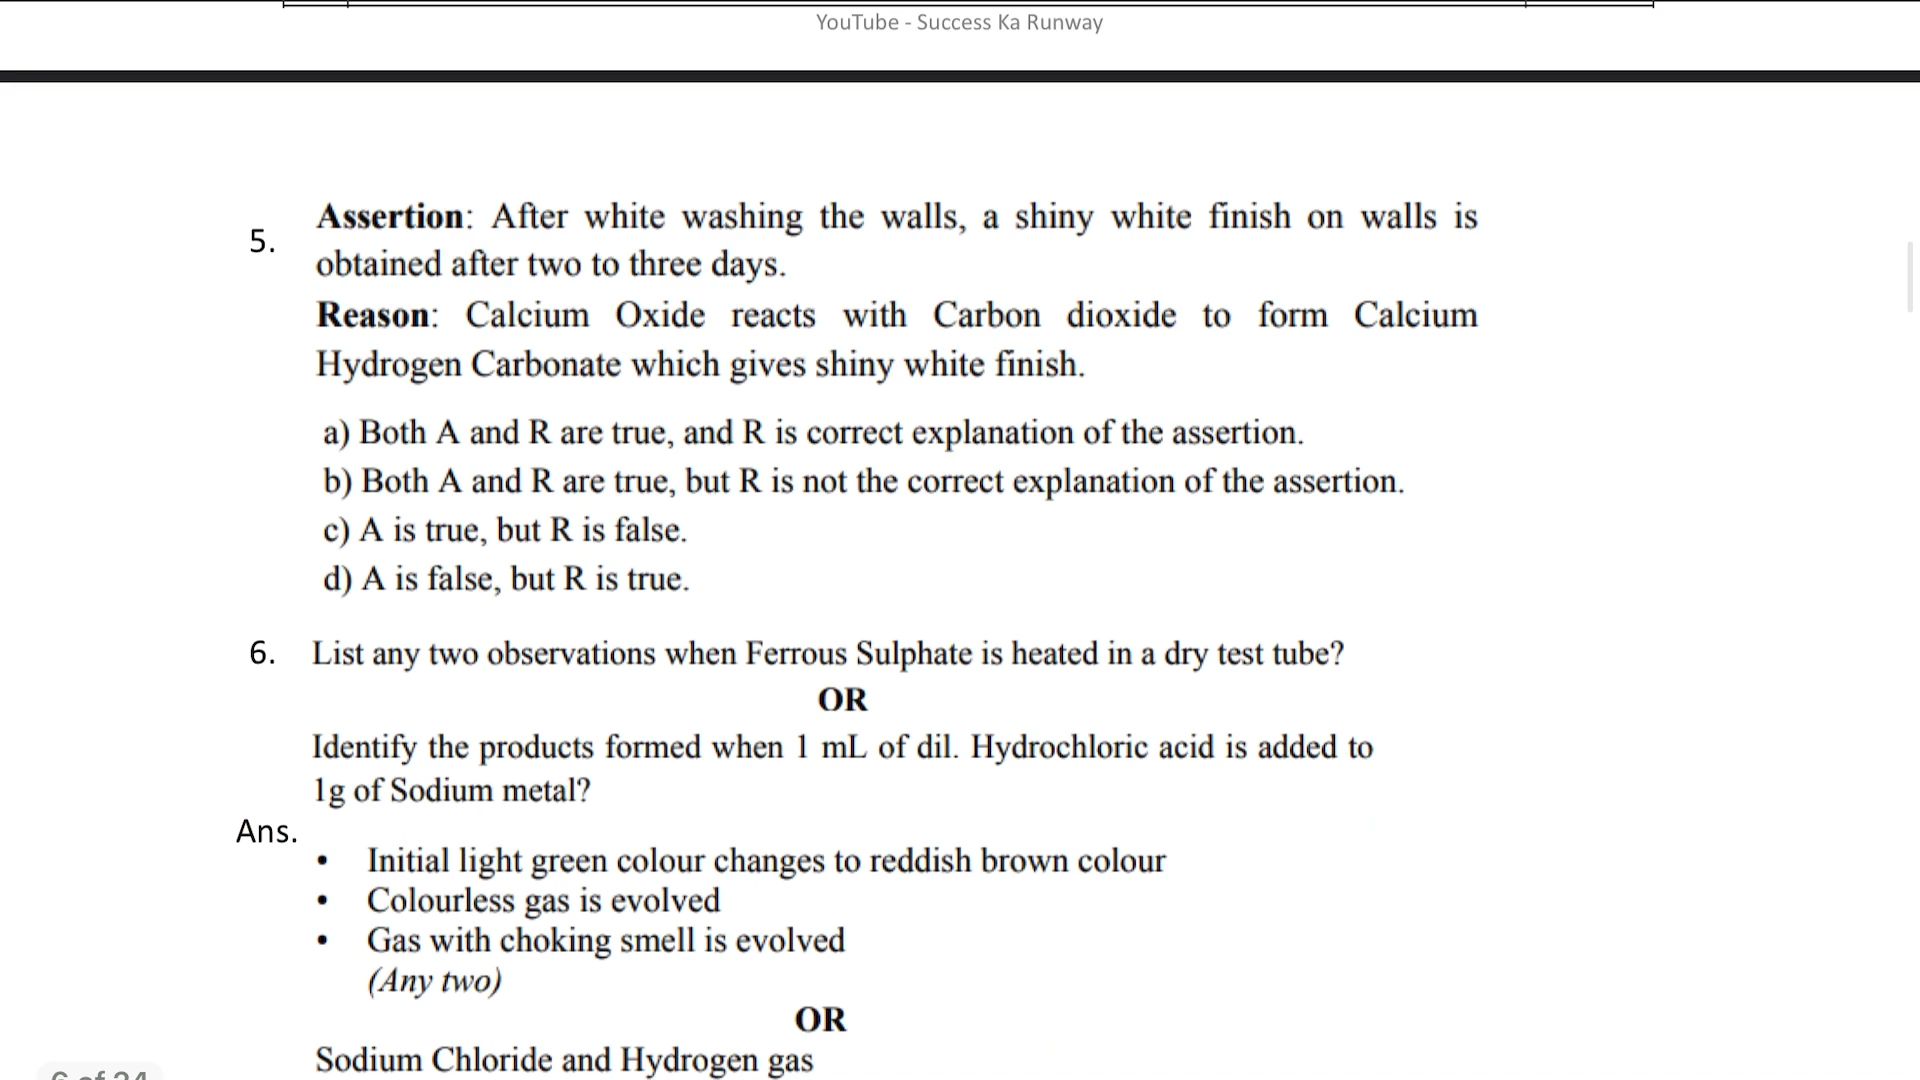 YouTube - Success Ka Runway
5.
Assertion: After white washing the walls, a shiny white finish on walls is
obtained after two to three days.
Reason: Calcium Oxide reacts with Carbon dioxide to form Calcium
Hydrogen Carbonate which gives shiny white finish.
a) Both A and R are true, and R is correct explanation of the assertion.
b) Both A and R are true, but R is not the correct explanation of the assertion.
c) A is true, but R is false.
d) A is false, but R is true.
6. List any two observations when Ferrous Sulphate is heated in a dry test tube?
OR
Identify the products formed when 1 mL of dil. Hydrochloric acid is added to
1g of Sodium metal?
Ans.
• Initial light green colour changes to reddish brown colour
• Colourless gas is evolved
• Gas with choking smell is evolved
(Any two)
OR
Sodium Chloride and Hydrogen gas
6 of 24